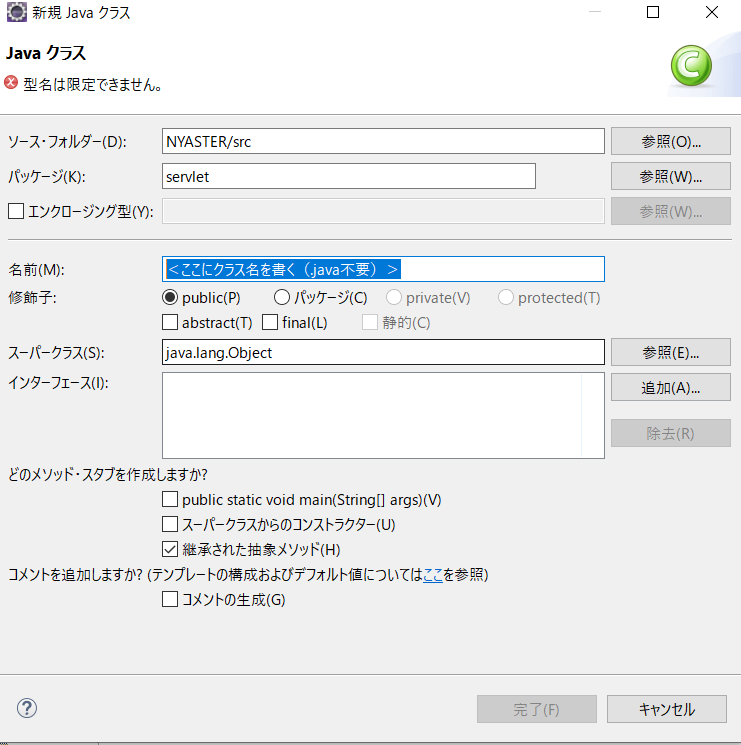 新規 Java クラス
Java クラス
型名は限定できません。
ソース・フォルダー(D): NYASTER/src 参照(O)...
パッケージ(K): servlet 参照(W)...
エンクロージング型(Y): 参照(W)...
名前(M): <ここにクラス名を書く（.java不要）>
修飾子: public(P) パッケージ(C) private(V) protected(T)
abstract(T) final(L) 静的(C)
スーパークラス(S): java.lang.Object 参照(E)...
インターフェース(I): 追加(A)...
除去(R)
どのメソッド・スタブを作成しますか?
public static void main(String[] args)(V)
スーパークラスからのコンストラクター(U)
継承された抽象メソッド(H)
コメントを追加しますか? (テンプレートの構成およびデフォルト値についてはここを参照)
コメントの生成(G)
完了(F) キャンセル